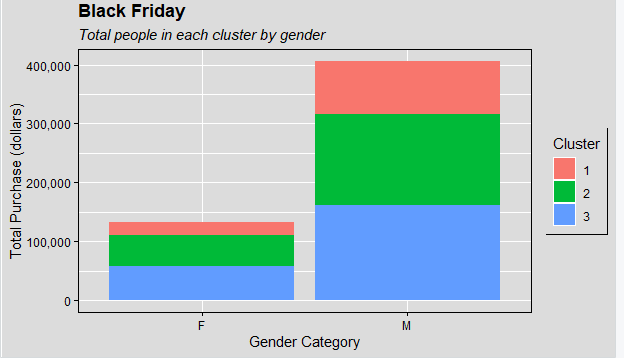 Black Friday
Total people in each cluster by gender
Total Purchase (dollars)
400,000
300,000
200,000
100,000
0
F
M
Gender Category
Cluster
1
2
3